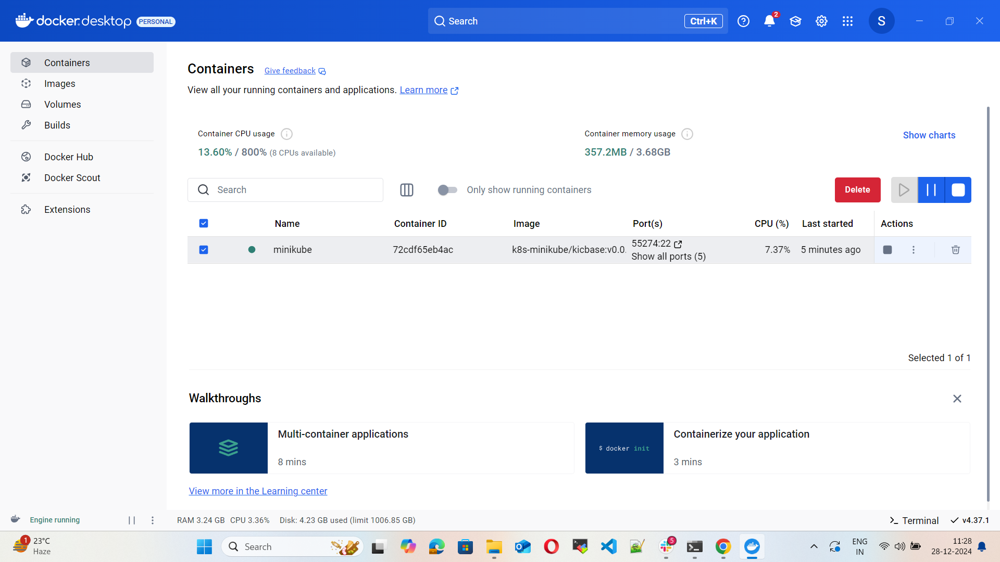 docker.desktop PERSONAL
Search Ctrl+K
2
S
Containers
Images
Volumes
Builds
Docker Hub
Docker Scout
Extensions
Containers Give feedback
View all your running containers and applications. Learn more
Container CPU usage
13.60% / 800% (8 CPUs available)
Container memory usage
357.2MB / 3.68GB
Show charts
Search
Only show running containers
Delete
Name Container ID Image Port(s) CPU (%) Last started Actions
minikube 72cdf65eb4ac k8s-minikube/kicbase:v0.0. 55274:22 7.37% 5 minutes ago
Show all ports (5)
Selected 1 of 1
Walkthroughs
Multi-container applications
8 mins
$ docker init
Containerize your application
3 mins
View more in the Learning center
Engine running
RAM 3.24 GB CPU 3.36% Disk: 4.23 GB used (limit 1006.85 GB)
Terminal v4.37.1
1
23°C
Haze
Search
5
ENG
IN
11:28
28-12-2024